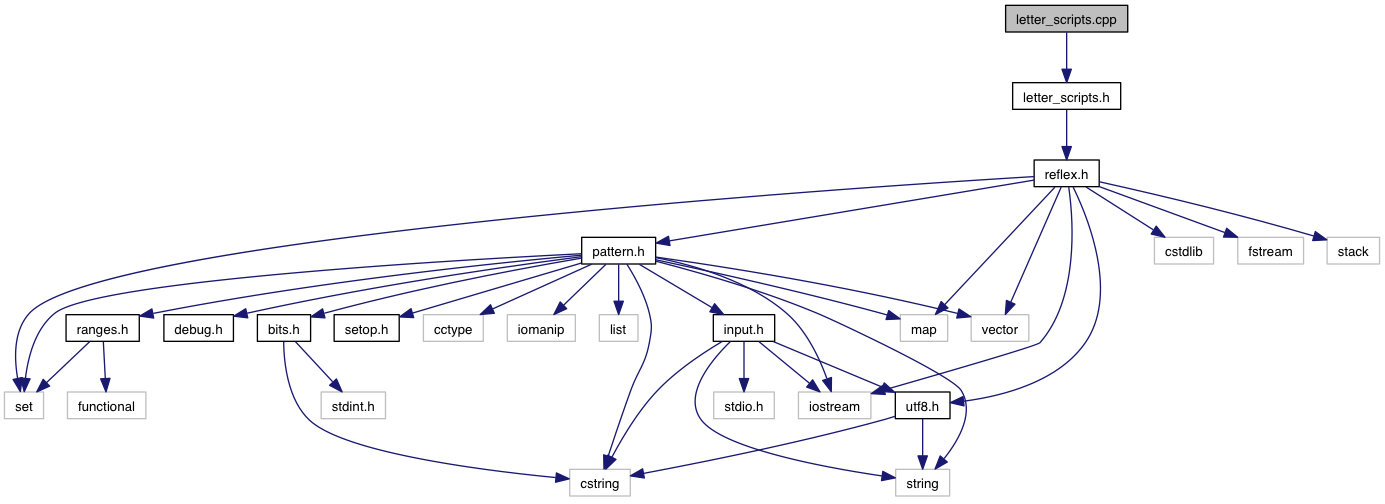 letter_scripts.cpp
letter_scripts.h
reflex.h
pattern.h
cstdlib
fstream
stack
ranges.h
debug.h
bits.h
setop.h
cctype
iomanip
list
input.h
map
vector
set
functional
stdint.h
stdio.h
iostream
utf8.h
cstring
string